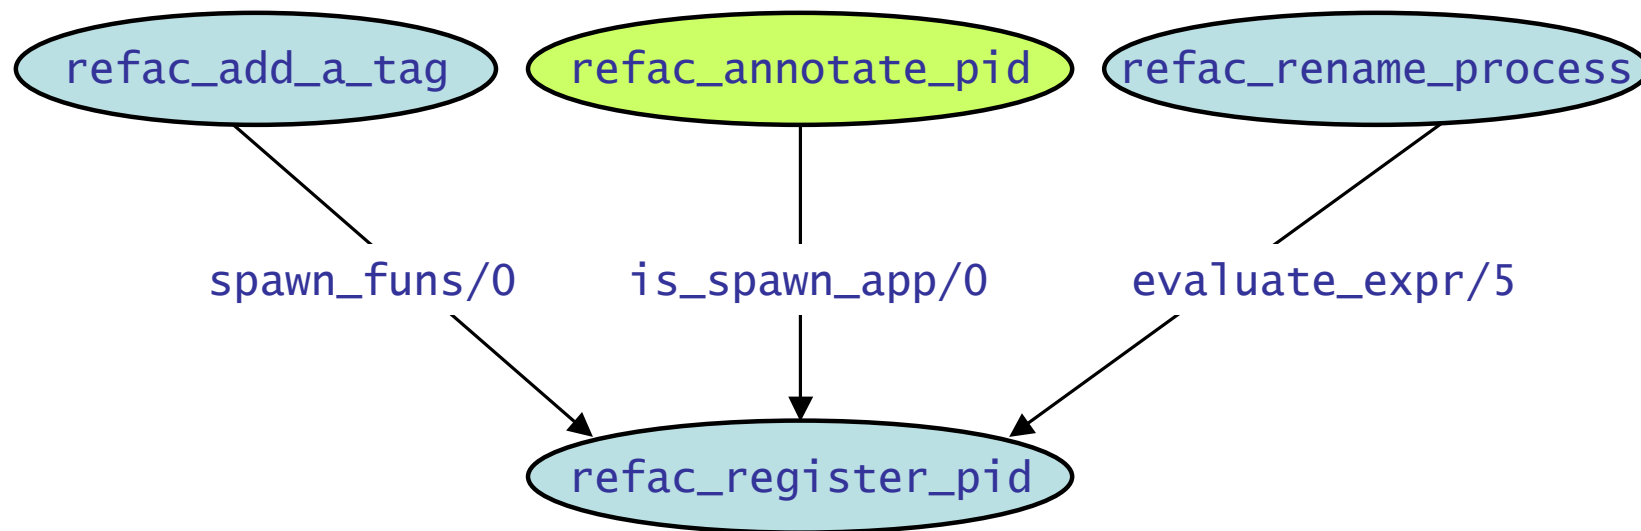 refac_add_a_tag
refac_annotate_pid
refac_rename_process
spawn_funs/0
is_spawn_app/0
evaluate_expr/5
refac_register_pid